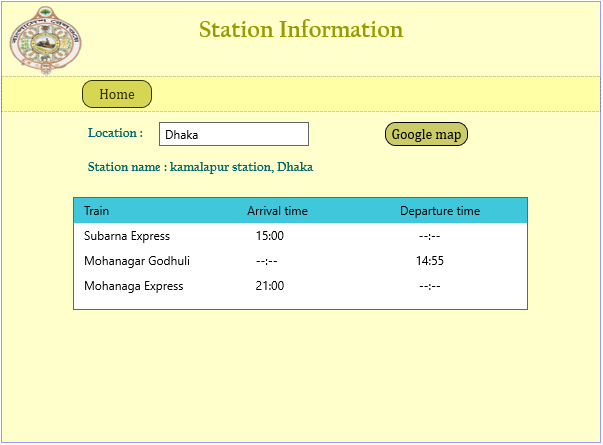 Station Information
Home
Location : Dhaka Google map
Station name : kamalapur station, Dhaka
Train Arrival time Departure time
Subarna Express 15:00 --:--
Mohanagar Godhuli --:-- 14:55
Mohanaga Express 21:00 --:--